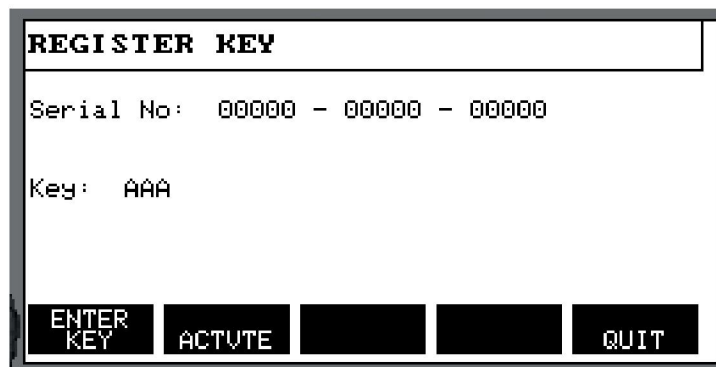 REGISTER KEY
Serial No: 00000 - 00000 - 00000
Key: AAA
ENTER
KEY
ACTVTE
QUIT